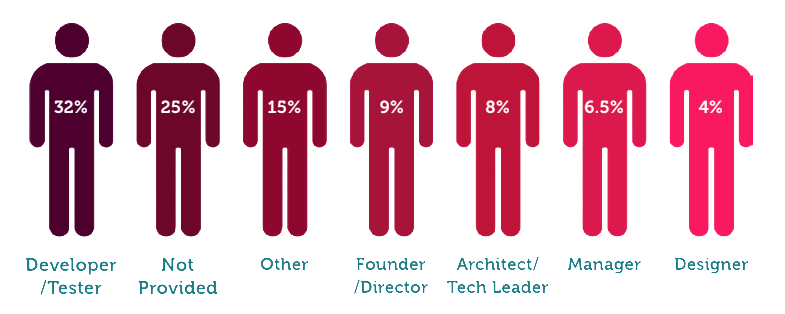 32%
25%
15%
9%
8%
6.5%
4%
Developer
/Tester
Not
Provided
Other
Founder
/Director
Architect/
Tech Leader
Manager
Designer